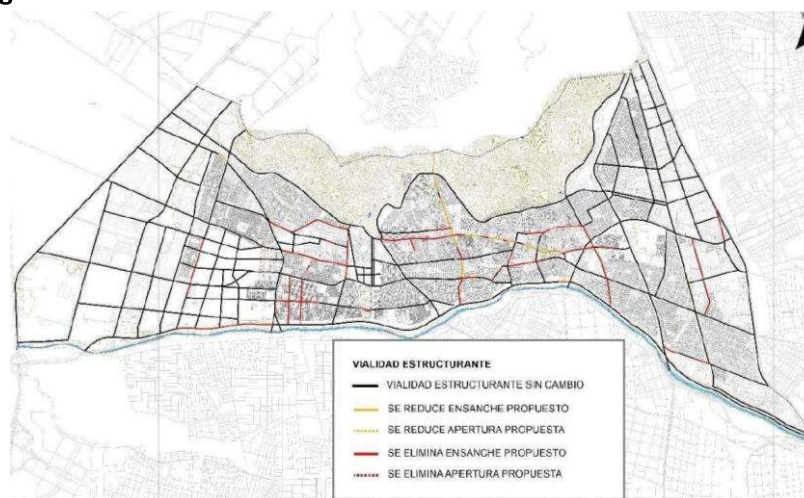 g
VIALIDAD ESTRUCTURANTE
VIALIDAD ESTRUCTURANTE SIN CAMBIO
SE REDUCE ENSANCHE PROPUESTO
SE REDUCE APERTURA PROPUESTA
SE ELIMINA ENSANCHE PROPUESTO
SE ELIMINA APERTURA PROPUESTA